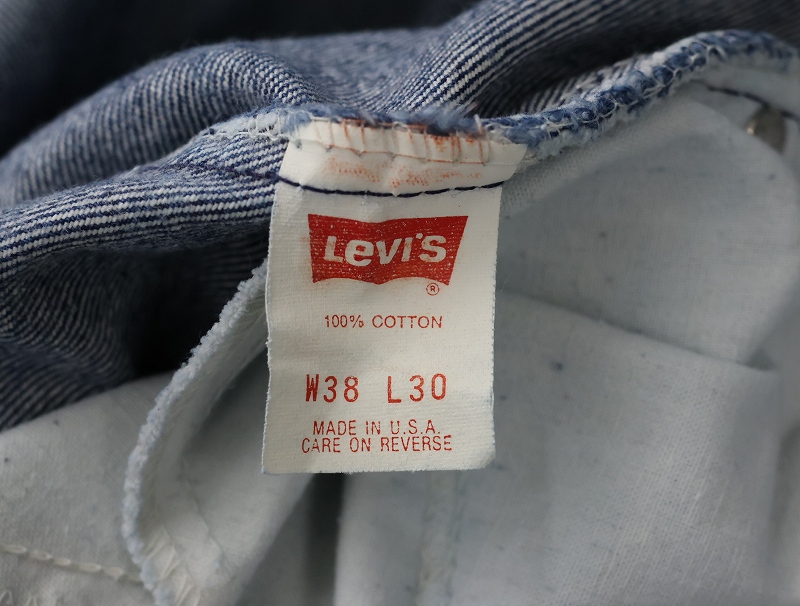 Levi's
®
100% COTTON
W38 L30
MADE IN U.S.A.
CARE ON REVERSE